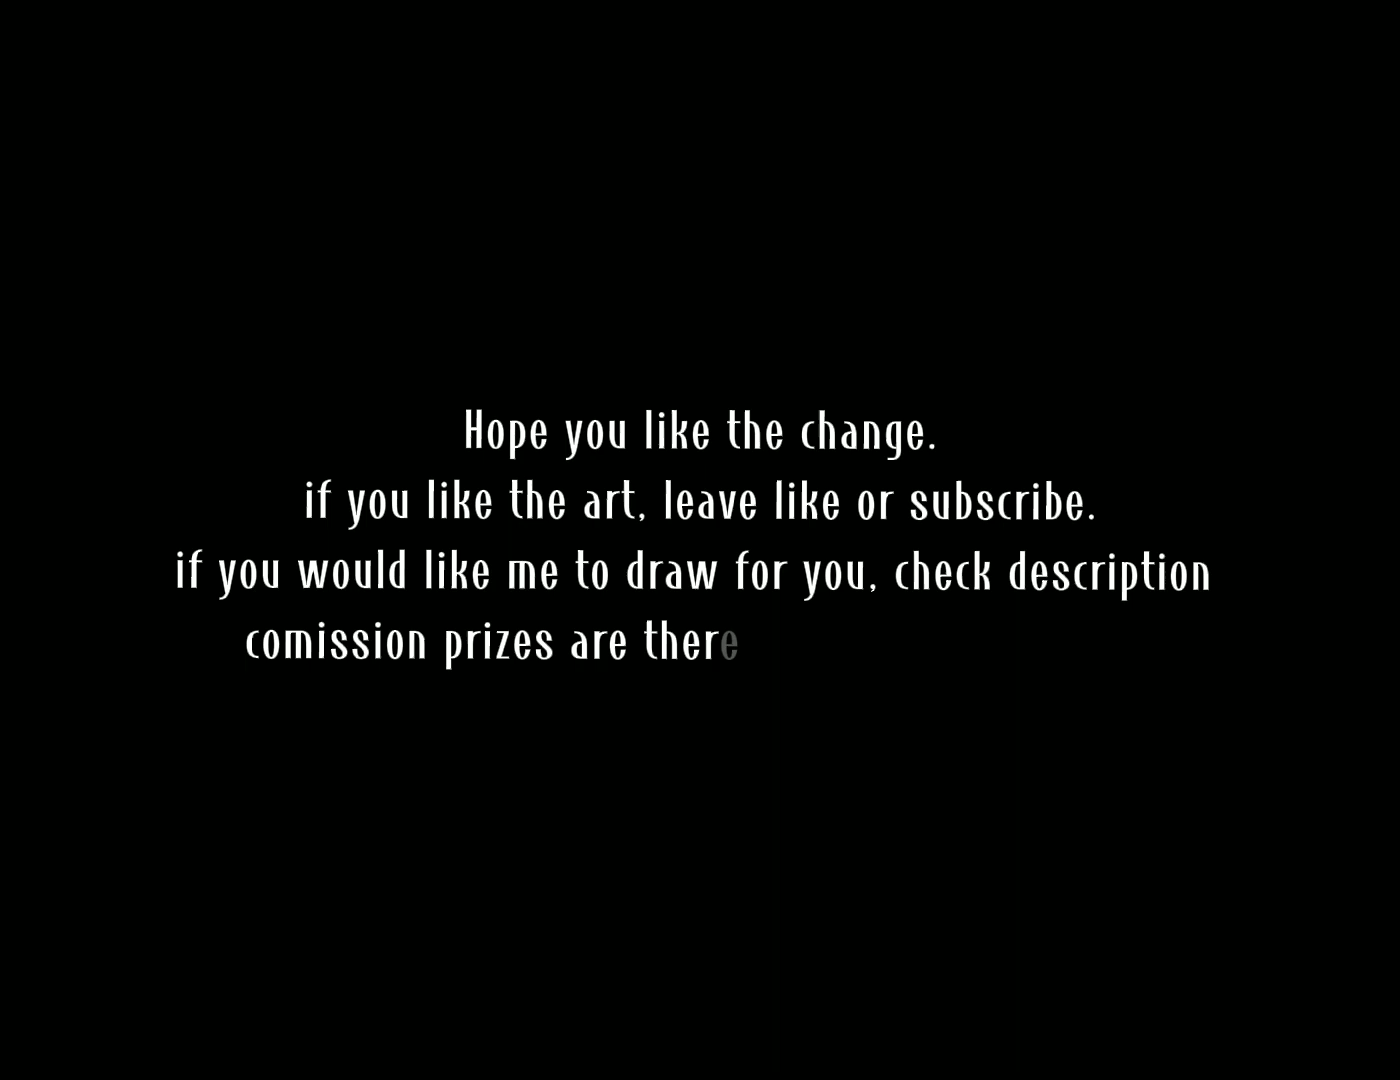 Hope you like the change.
if you like the art, leave like or subscribe.
if you would like me to draw for you, check description
comission prizes are there